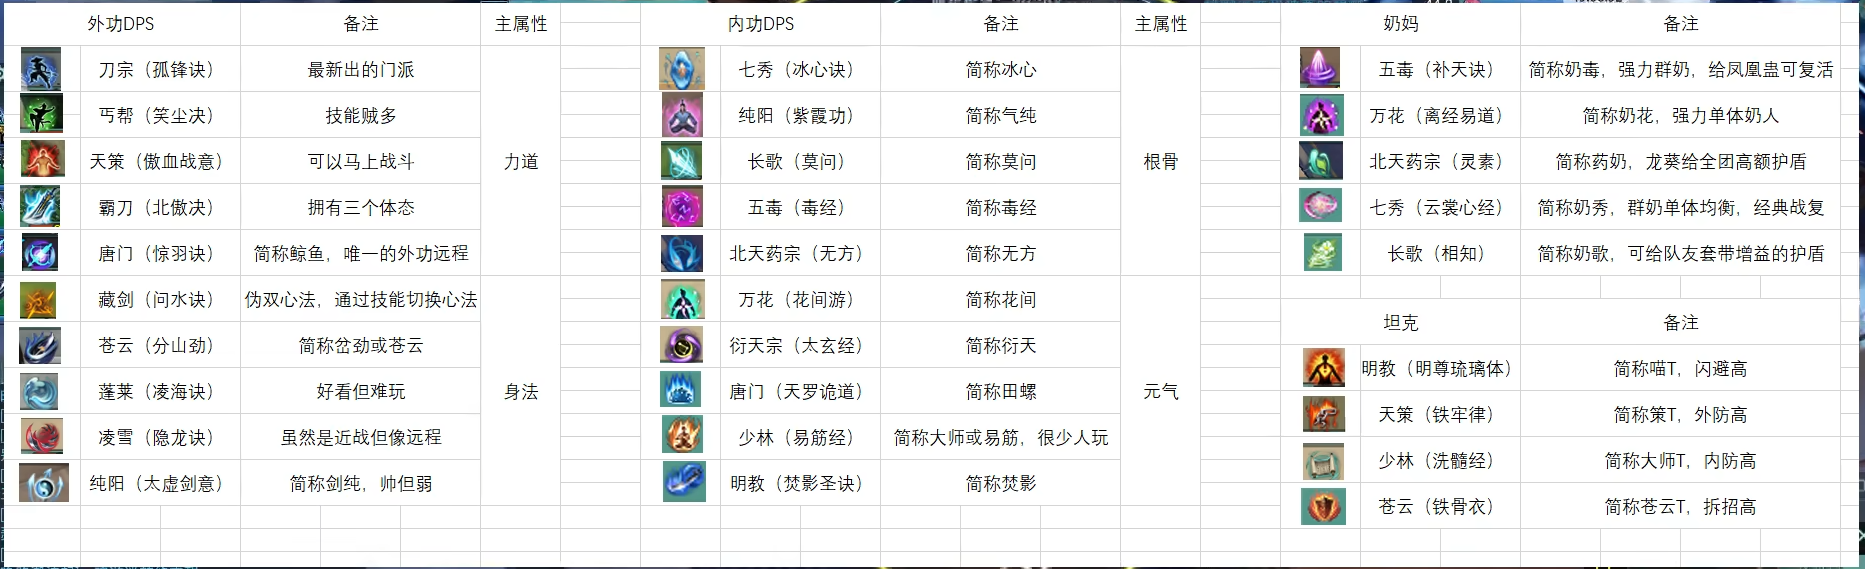 外功DPS 备注 主属性
刀宗（孤锋诀） 最新出的门派
丐帮（笑尘决） 技能贼多
天策（傲血战意） 可以马上战斗 力道
霸刀（北傲决） 拥有三个体态
唐门（惊羽诀） 简称鲸鱼，唯一的外功远程
藏剑（问水诀） 伪双心法，通过技能切换心法
苍云（分山劲） 简称岔劲或苍云
蓬莱（凌海诀） 好看但难玩 身法
凌雪（隐龙诀） 虽然是近战但像远程
纯阳（太虚剑意） 简称剑纯，帅但弱
内功DPS 备注 主属性
七秀（冰心诀） 简称冰心
纯阳（紫霞功） 简称气纯
长歌（莫问） 简称莫问 根骨
五毒（毒经） 简称毒经
北天药宗（无方） 简称无方
万花（花间游） 简称花间
衍天宗（太玄经） 简称衍天
唐门（天罗诡道） 简称田螺 元气
少林（易筋经） 简称大师或易筋，很少人玩
明教（焚影圣诀） 简称焚影
奶妈 备注
五毒（补天诀） 简称奶毒，强力群奶，给凤凰蛊可复活
万花（离经易道） 简称奶花，强力单体奶人
北天药宗（灵素） 简称药奶，龙葵给全团高额护盾
七秀（云裳心经） 简称奶秀，群奶单体均衡，经典战复
长歌（相知） 简称奶歌，可给队友套带增益的护盾
坦克 备注
明教（明尊琉璃体） 简称喵T，闪避高
天策（铁牢律） 简称策T，外防高
少林（洗髓经） 简称大师T，内防高
苍云（铁骨衣） 简称苍云T，拆招高